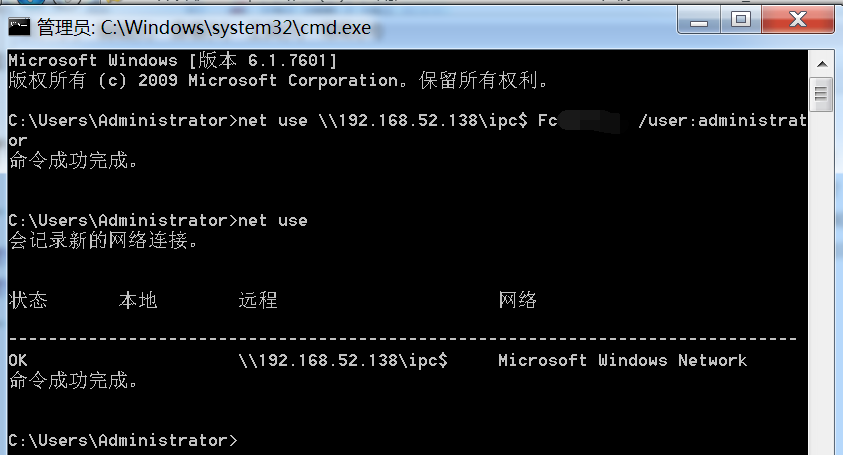 管理员: C:\Windows\system32\cmd.exe
Microsoft Windows [版本 6.1.7601]
版权所有 (c) 2009 Microsoft Corporation。保留所有权利。
C:\Users\Administrator>net use \\192.168.52.138\ipc$ Fc /user:administrat
or
命令成功完成。
C:\Users\Administrator>net use
会记录新的网络连接。
状态 本地 远程 网络
-------------------------------------------------------------------------------
OK \\192.168.52.138\ipc$ Microsoft Windows Network
命令成功完成。
C:\Users\Administrator>